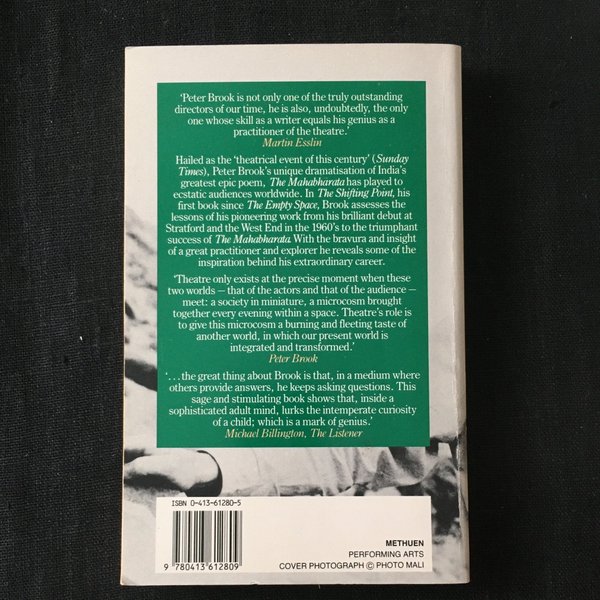 'Peter Brook is not only one of the truly outstanding
directors of our time, he is also, undoubtedly, the only
one whose skill as a writer equals his genius as a
practitioner of the theatre.'
Martin Esslin
Hailed as the 'theatrical event of this century' (Sunday
Times), Peter Brook's unique dramatisation of India's
greatest epic poem, The Mahabharata has played to
ecstatic audiences worldwide. In The Shifting Point, his
first book since The Empty Space, Brook assesses the
lessons of his pioneering work from his brilliant debut at
Stratford and the West End in the 1960's to the triumphant
success of The Mahabharata. With the bravura and insight
of a great practitioner and explorer he reveals some of the
inspiration behind his extraordinary career.
'Theatre only exists at the precise moment when these
two worlds — that of the actors and that of the audience —
meet: a society in miniature, a microcosm brought
together every evening within a space. Theatre's role is
to give this microcosm a burning and fleeting taste of
another world, in which our present world is
integrated and transformed.'
Peter Brook
'. . . the great thing about Brook is that, in a medium where
others provide answers, he keeps asking questions. This
sage and stimulating book shows that, inside a
sophisticated adult mind, lurks the intemperate curiosity
of a child; which is a mark of genius.'
Michael Billington, The Listener
ISBN 0-413-61280-5
9 780413 612809
METHUEN
PERFORMING ARTS
COVER PHOTOGRAPH © PHOTO MALI